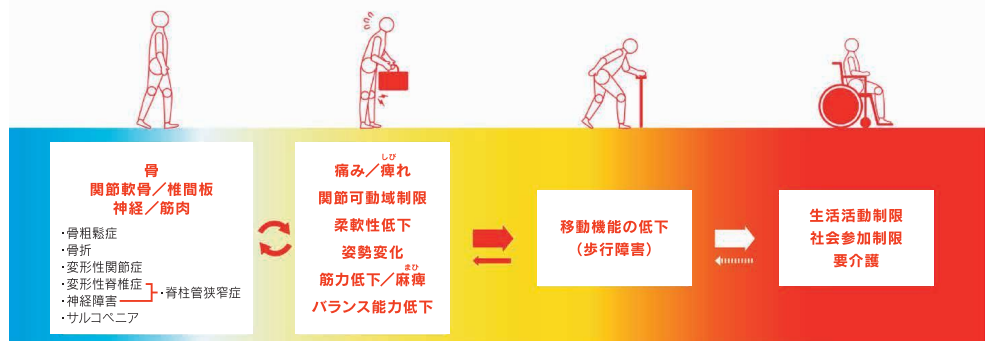 骨
関節軟骨／椎間板
神経／筋肉
・骨粗鬆症
・骨折
・変形性関節症
・変形性脊椎症
・神経障害
・脊柱管狭窄症
・サルコペニア
しび
痛み／痺れ
関節可動域制限
柔軟性低下
姿勢変化
まひ
筋力低下／麻痺
バランス能力低下
移動機能の低下
（歩行障害）
生活活動制限
社会参加制限
要介護